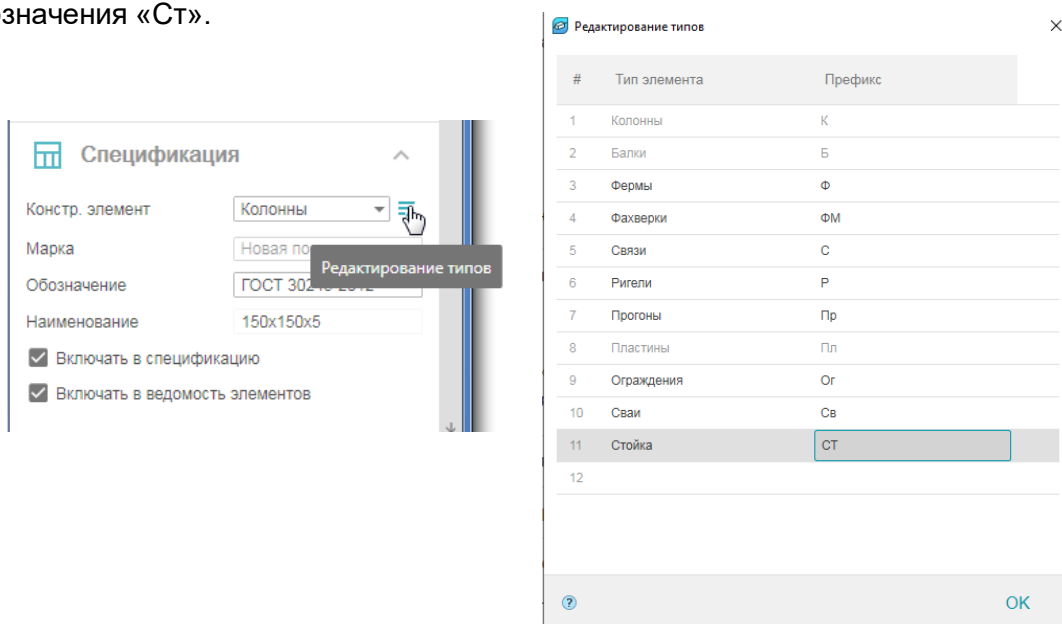 значения «Ст».
Спецификация
Констр. элемент Колонны
Марка Новая по
Редактирование типов
Обозначение
Наименование 150x150x5
Включать в спецификацию
Включать в ведомость элементов
Редактирование типов
# Тип элемента Префикс
1 Колонны К
2 Балки Б
3 Фермы Ф
4 Фахверки ФМ
5 Связи С
6 Ригели Р
7 Прогоны Пр
8 Пластины Пл
9 Ограждения Ог
10 Сваи Св
11 Стойка СТ
12
? OK